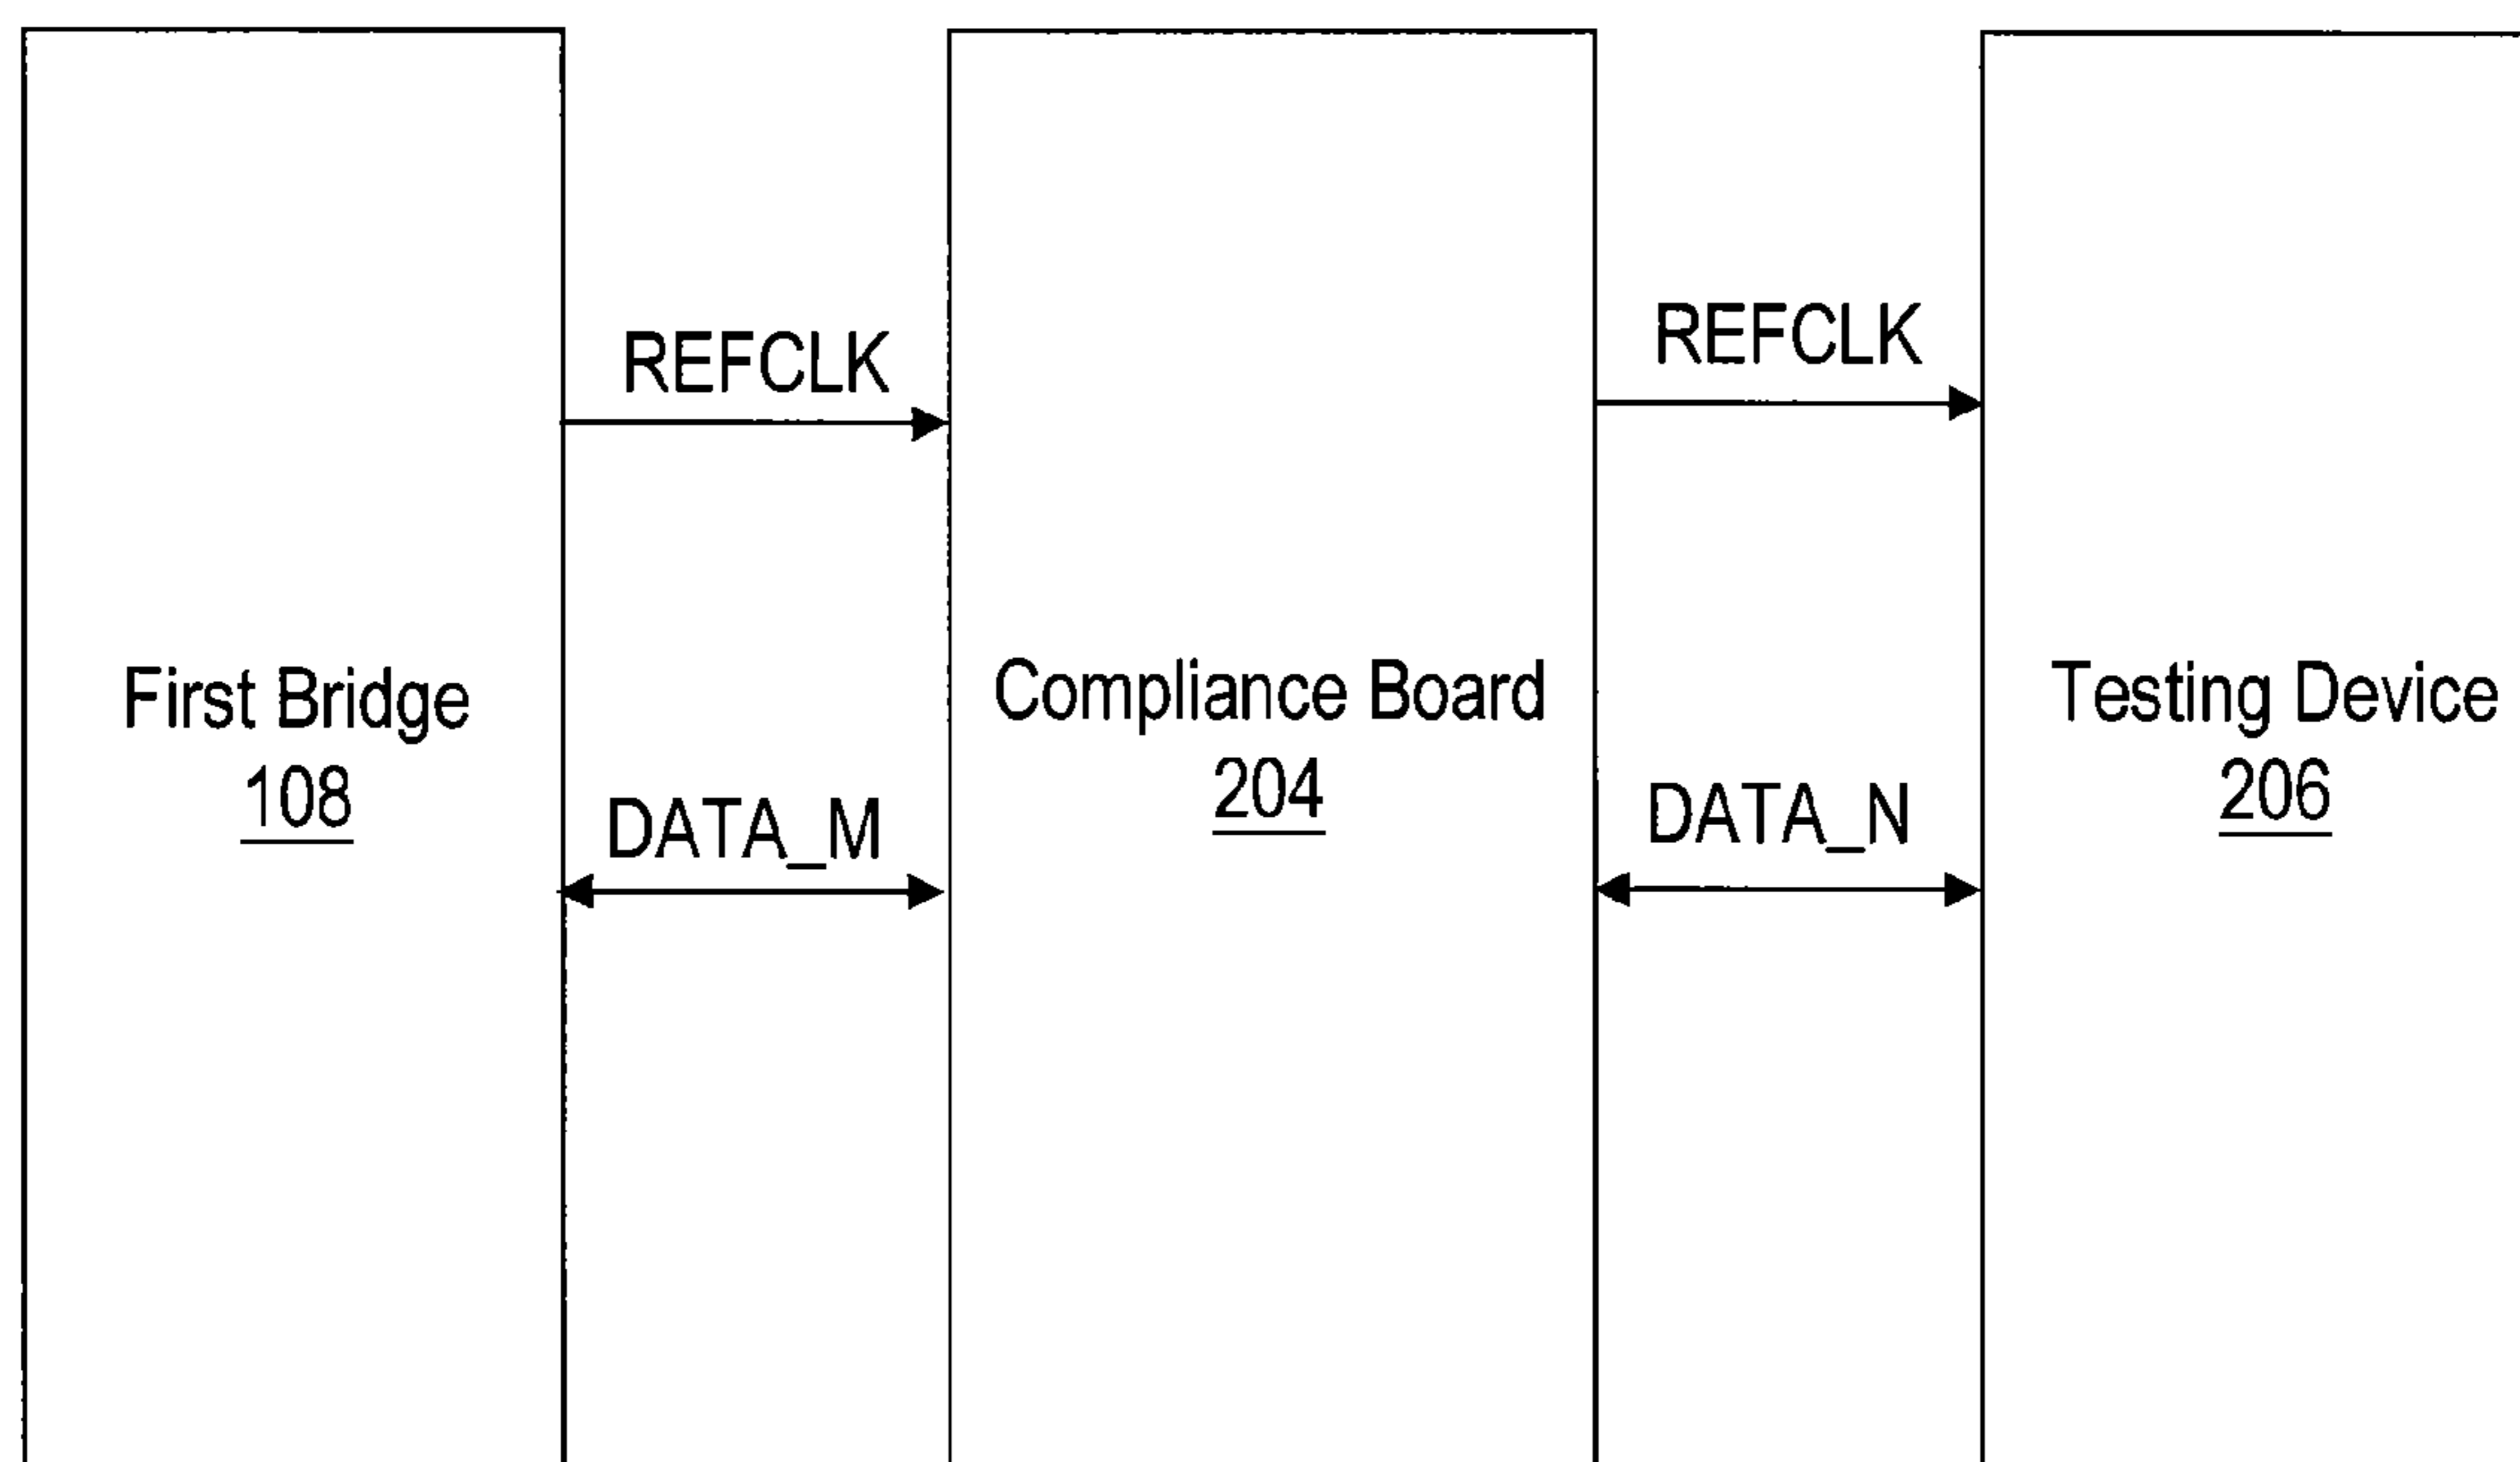 REFCLK
REFCLK
First Bridge
108
Compliance Board
204
Testing Device
206
DATA_M
DATA_N